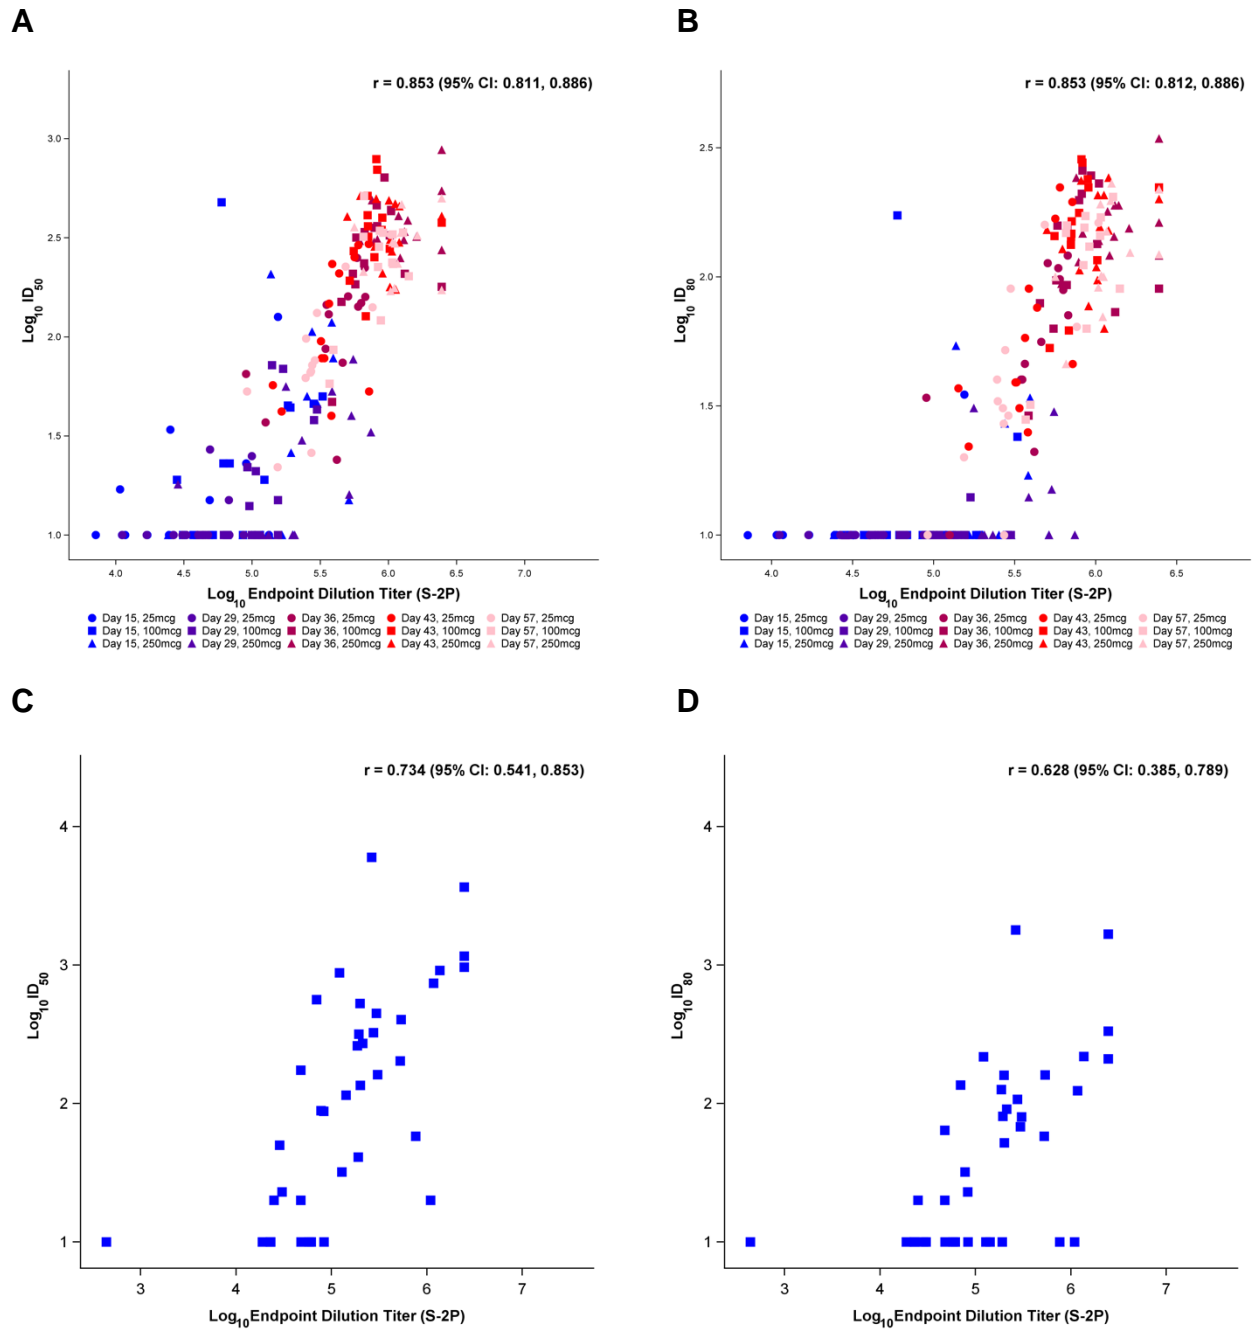 A
B
r = 0.853 (95% CI: 0.811, 0.886)
r = 0.853 (95% CI: 0.812, 0.886)
3.0
2.5
2.0
1.5
1.0
Log10 ID50
4.0 4.5 5.0 5.5 6.0 6.5 7.0
Log10 Endpoint Dilution Titer (S-2P)
Day 15, 25mcg Day 29, 25mcg Day 36, 25mcg Day 43, 25mcg Day 57, 25mcg
Day 15, 100mcg Day 29, 100mcg Day 36, 100mcg Day 43, 100mcg Day 57, 100mcg
Day 15, 250mcg Day 29, 250mcg Day 36, 250mcg Day 43, 250mcg Day 57, 250mcg
2.5
2.0
1.5
1.0
Log10 ID80
4.0 4.5 5.0 5.5 6.0 6.5
Log10 Endpoint Dilution Titer (S-2P)
Day 15, 25mcg Day 29, 25mcg Day 36, 25mcg Day 43, 25mcg Day 57, 25mcg
Day 15, 100mcg Day 29, 100mcg Day 36, 100mcg Day 43, 100mcg Day 57, 100mcg
Day 15, 250mcg Day 29, 250mcg Day 36, 250mcg Day 43, 250mcg Day 57, 250mcg
C
D
r = 0.734 (95% CI: 0.541, 0.853)
r = 0.628 (95% CI: 0.385, 0.789)
4
3
2
1
Log10 ID50
3 4 5 6 7
Log10Endpoint Dilution Titer (S-2P)
4
3
2
1
Log10 ID80
3 4 5 6 7
Log10Endpoint Dilution Titer (S-2P)